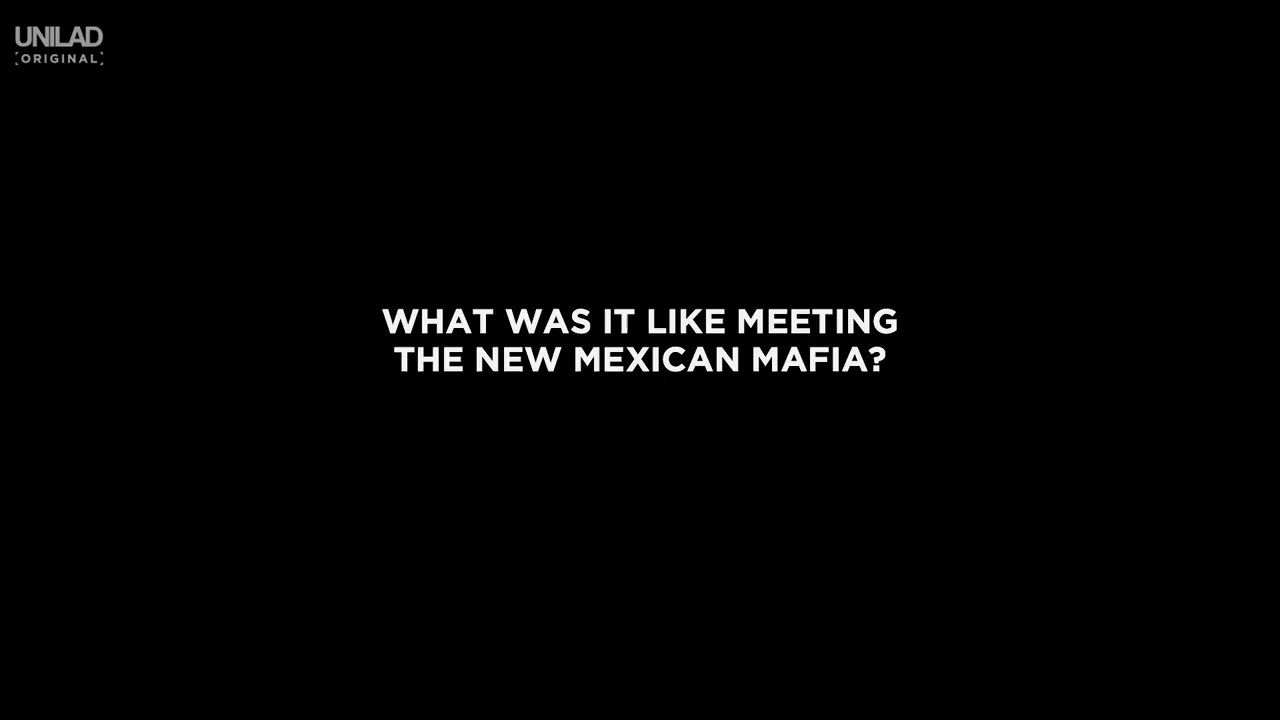 UNILAD
[ORIGINAL]
WHAT WAS IT LIKE MEETING
THE NEW MEXICAN MAFIA?